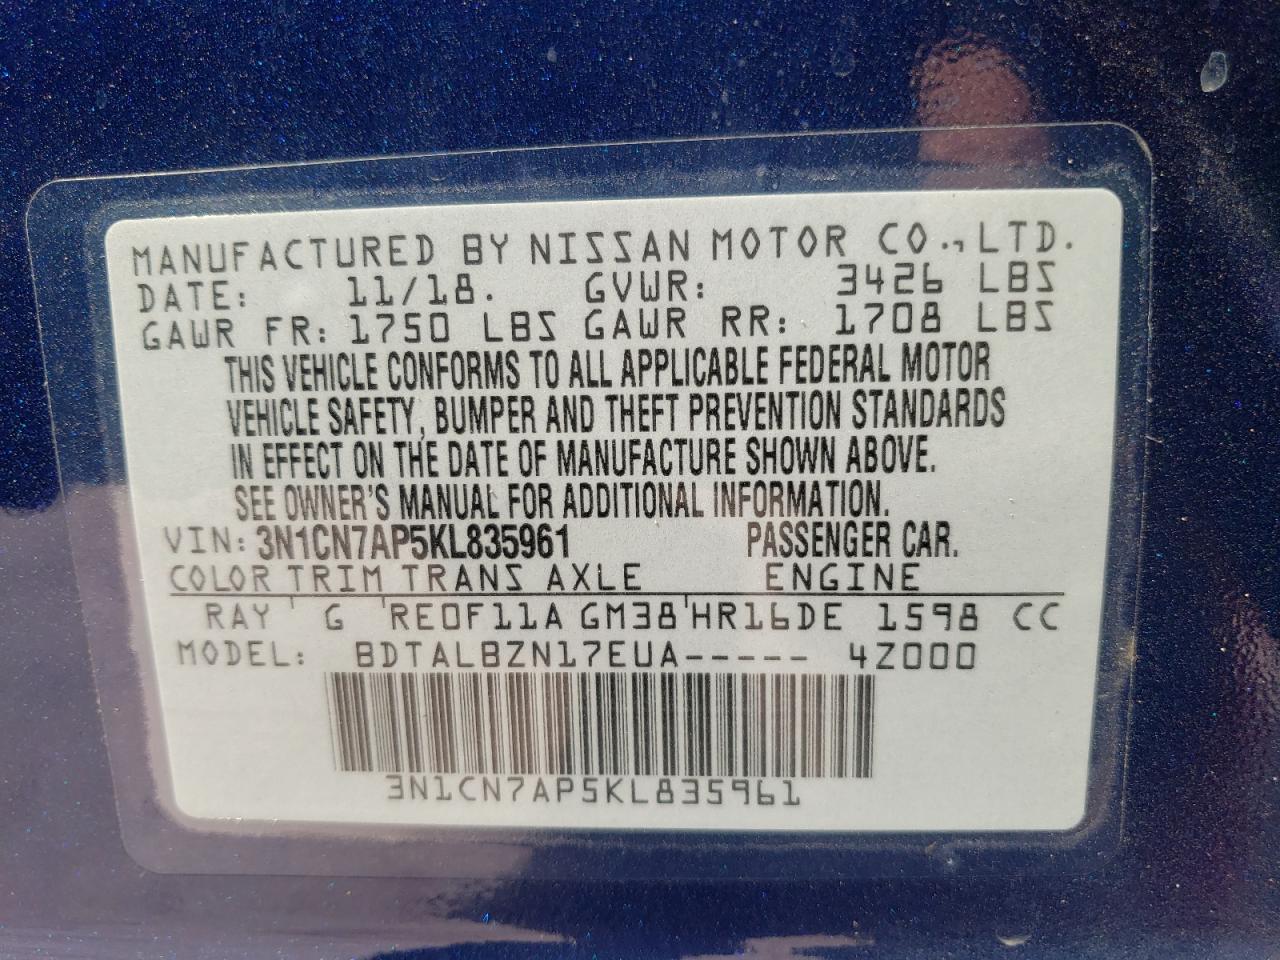 MANUFACTURED BY NISSAN MOTOR CO., LTD.
DATE: 11/18. GVWR: 3426 LBS
GAWR FR: 1750 LBS GAWR RR: 1708 LBS
THIS VEHICLE CONFORMS TO ALL APPLICABLE FEDERAL MOTOR
VEHICLE SAFETY, BUMPER AND THEFT PREVENTION STANDARDS
IN EFFECT ON THE DATE OF MANUFACTURE SHOWN ABOVE.
SEE OWNER'S MANUAL FOR ADDITIONAL INFORMATION.
VIN: 3N1CN7AP5KL835961 PASSENGER CAR.
COLOR TRIM TRANS AXLE ENGINE
RAY ' G 'RE0F11A GM38'HR16DE 1598 CC
MODEL: BDTALBZN17EUA----- 4Z000
3N1CN7AP5KL835961